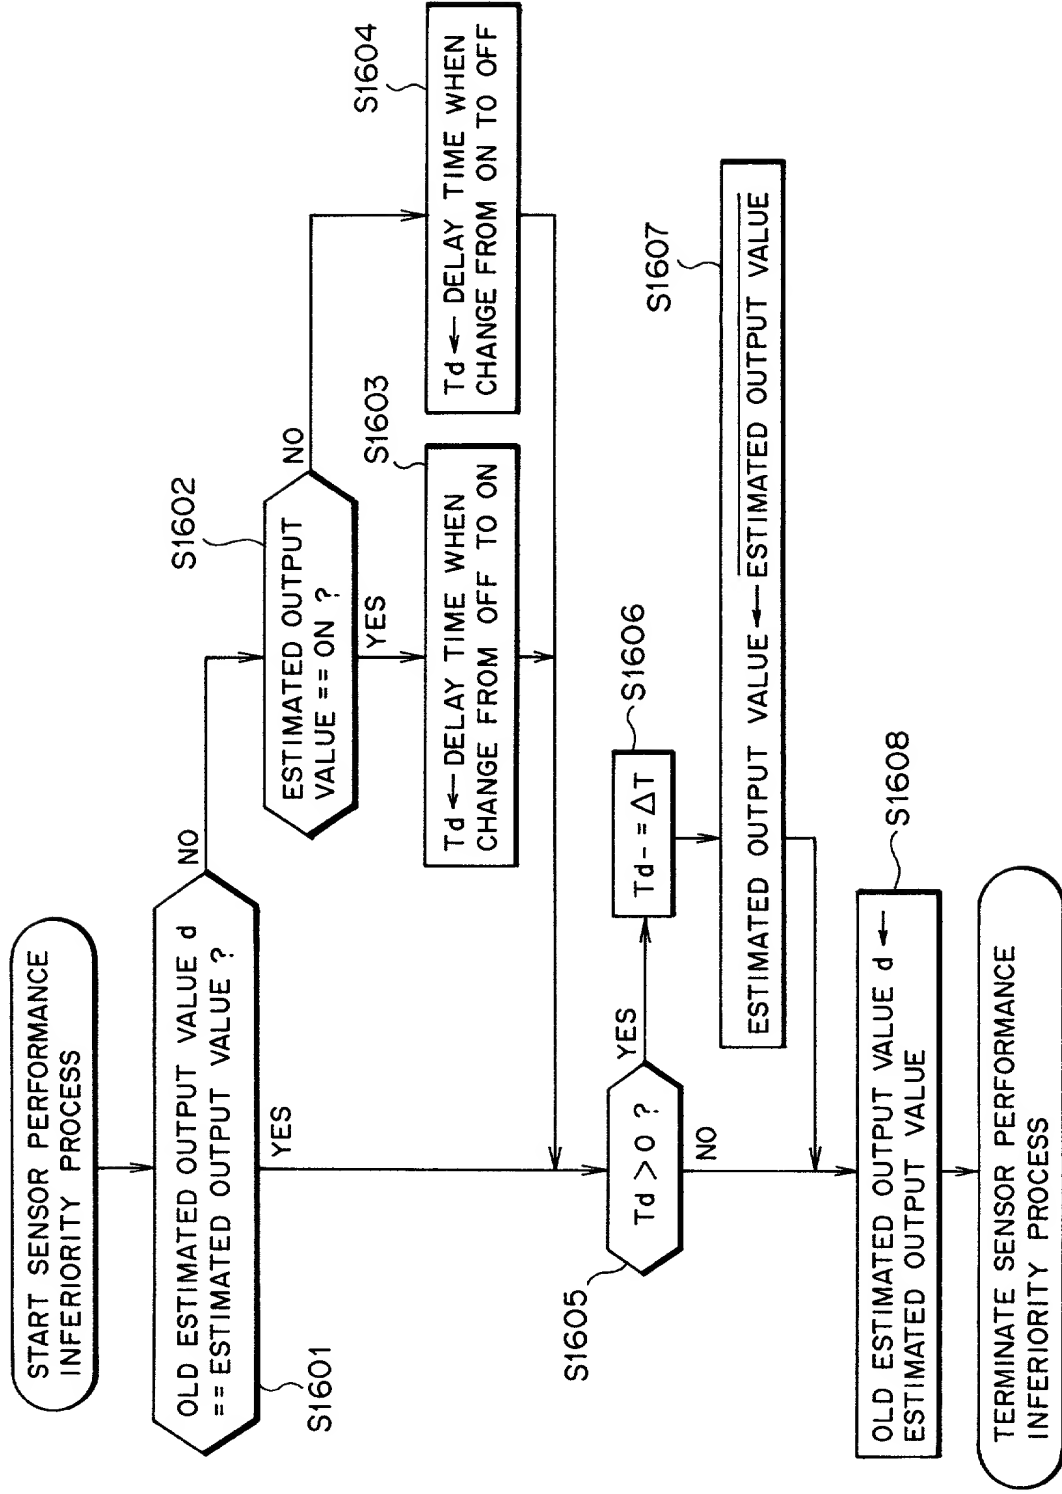 START SENSOR PERFORMANCE
INFERIORITY PROCESS
OLD ESTIMATED OUTPUT VALUE d
== ESTIMATED OUTPUT VALUE ?
S1601
NO
YES
S1602
ESTIMATED OUTPUT
VALUE == ON ?
NO
YES
S1603
Td ← DELAY TIME WHEN
CHANGE FROM OFF TO ON
S1604
Td ← DELAY TIME WHEN
CHANGE FROM ON TO OFF
S1605
Td > 0 ?
YES
NO
S1606
Td- = ΔT
S1607
ESTIMATED OUTPUT VALUE ← ESTIMATED OUTPUT VALUE
S1608
OLD ESTIMATED OUTPUT VALUE d ←
ESTIMATED OUTPUT VALUE
TERMINATE SENSOR PERFORMANCE
INFERIORITY PROCESS